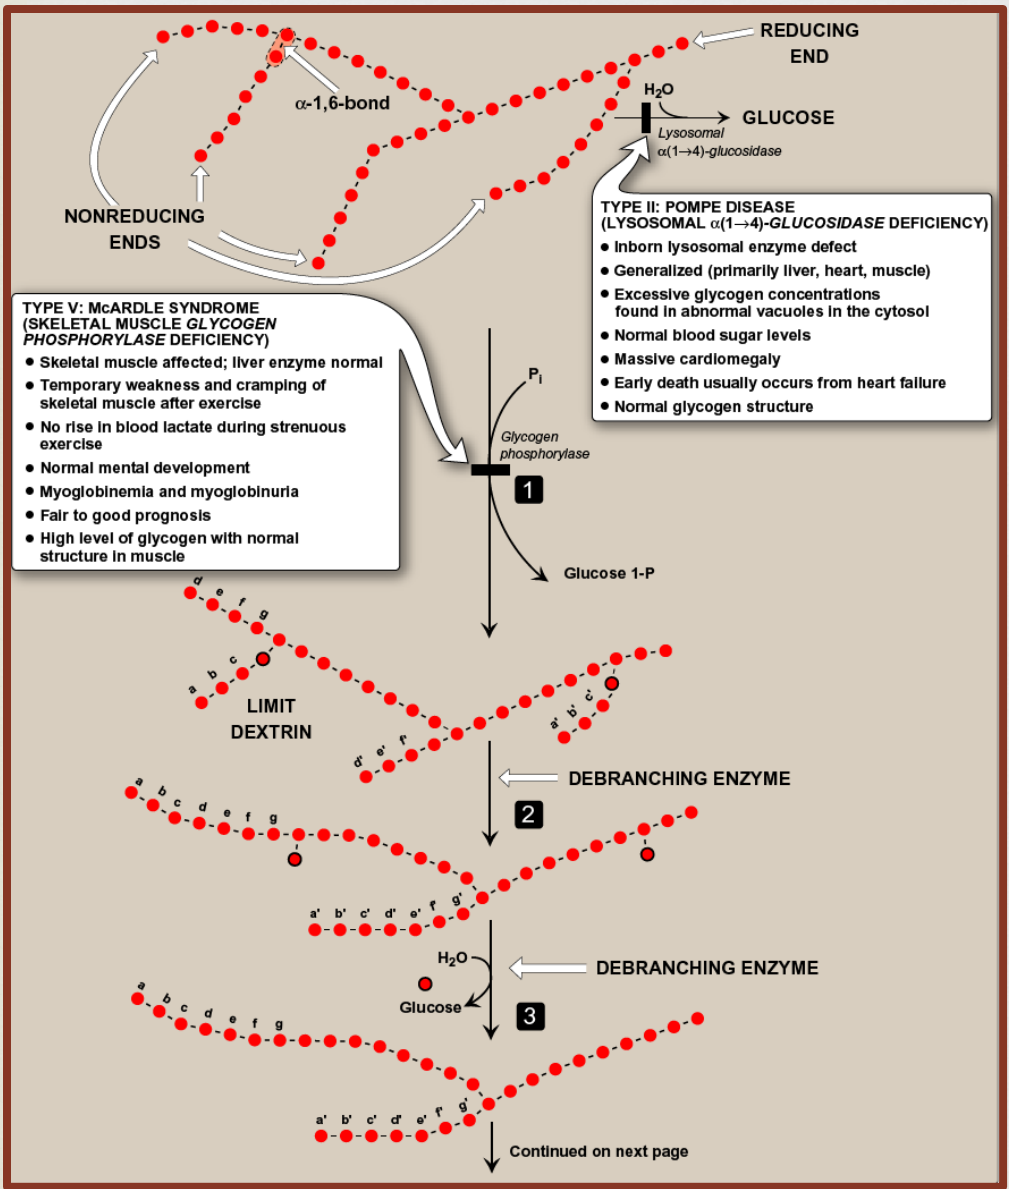 REDUCING
END
α-1,6-bond
H2O
GLUCOSE
Lysosomal
α(1→4)-glucosidase
NONREDUCING
ENDS
TYPE II: POMPE DISEASE
(LYSOSOMAL α(1→4)-GLUCOSIDASE DEFICIENCY)
● Inborn lysosomal enzyme defect
● Generalized (primarily liver, heart, muscle)
● Excessive glycogen concentrations
found in abnormal vacuoles in the cytosol
● Normal blood sugar levels
● Massive cardiomegaly
● Early death usually occurs from heart failure
● Normal glycogen structure
TYPE V: McARDLE SYNDROME
(SKELETAL MUSCLE GLYCOGEN
PHOSPHORYLASE DEFICIENCY)
● Skeletal muscle affected; liver enzyme normal
● Temporary weakness and cramping of
skeletal muscle after exercise
● No rise in blood lactate during strenuous
exercise
● Normal mental development
● Myoglobinemia and myoglobinuria
● Fair to good prognosis
● High level of glycogen with normal
structure in muscle
Pi
Glycogen
phosphorylase
1
Glucose 1-P
d e f g
a b c
LIMIT
DEXTRIN
d' e' f'
a' b' c'
DEBRANCHING ENZYME
2
a b c d e f g
a' b' c' d' e' f' g'
H2O
DEBRANCHING ENZYME
Glucose
3
a b c d e f g
a' b' c' d' e' f' g'
Continued on next page